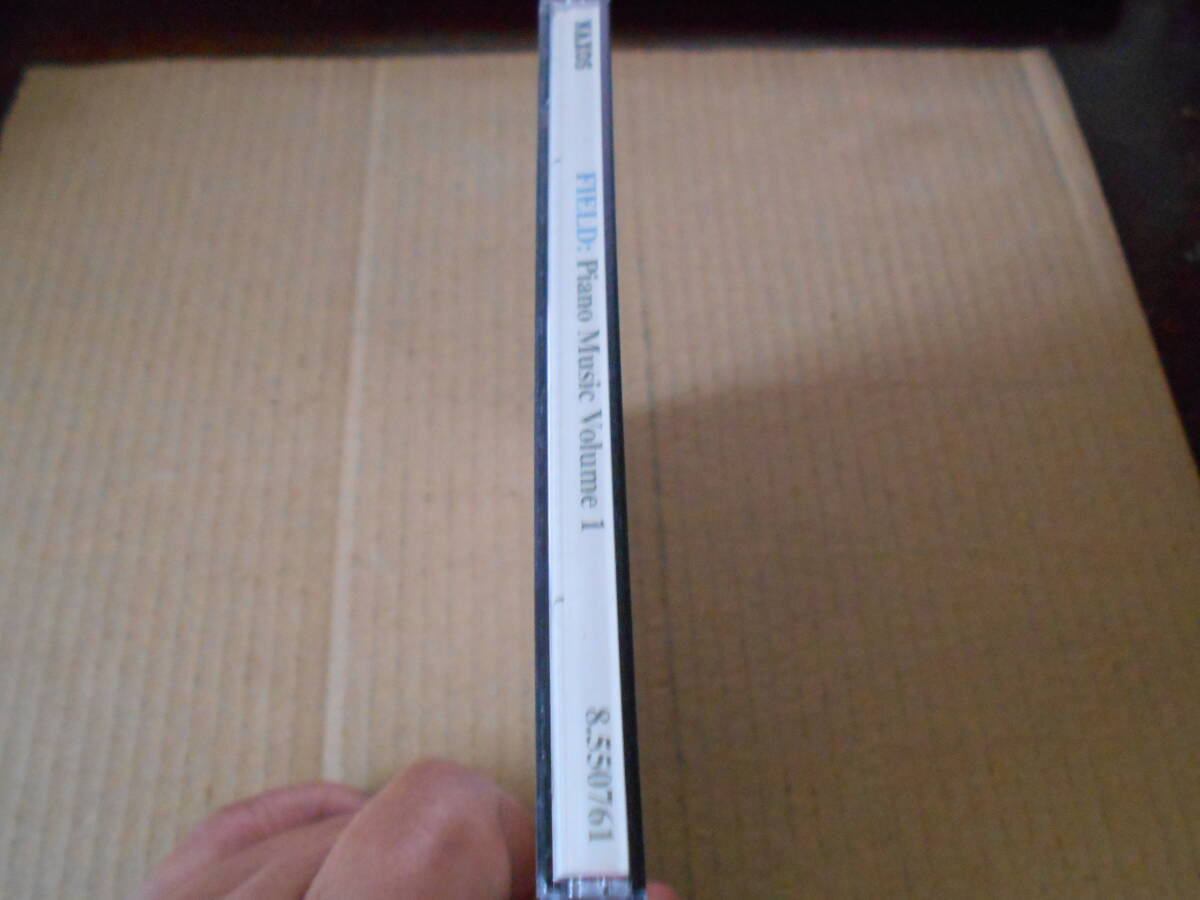 NAXOS
FIELD: Piano Music Volume 1
8.550761